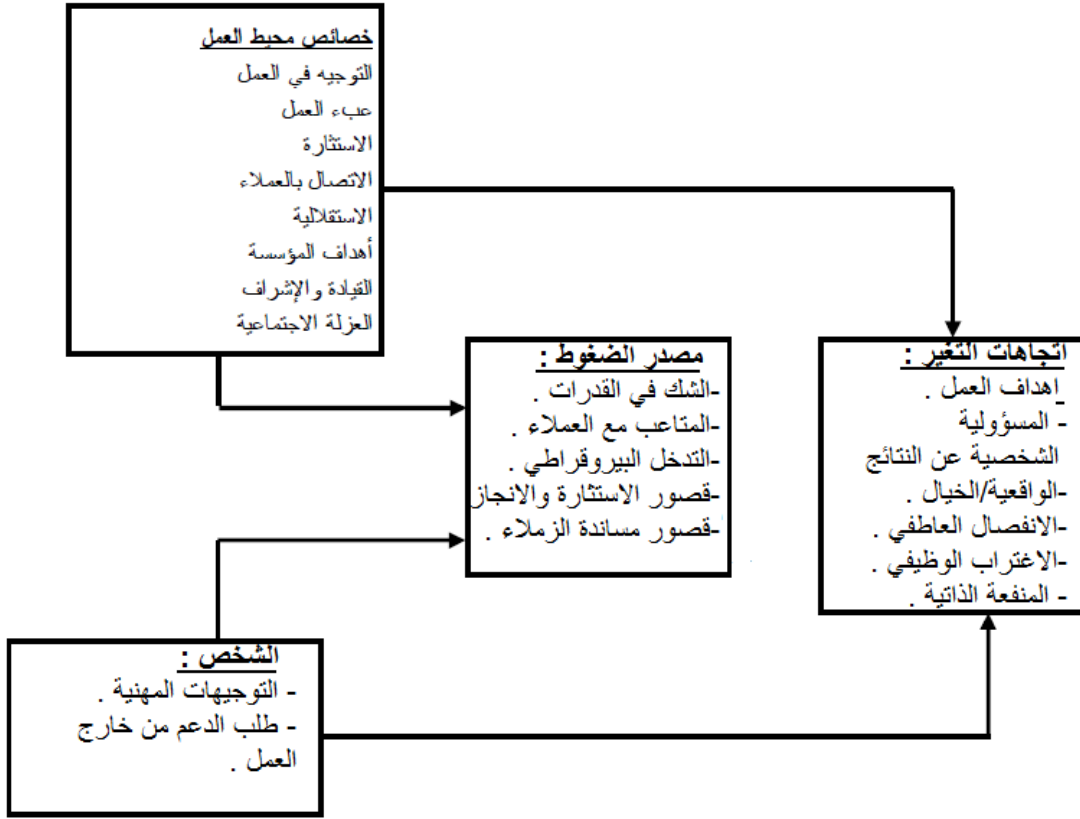 خصائص محيط العمل
التوجيه في العمل
عبء العمل
الاستثارة
الاتصال بالعملاء
الاستقلالية
أهداف المؤسسة
القيادة والإشراف
العزلة الاجتماعية
مصدر الضغوط :
-الشك في القدرات .
-المتاعب مع العملاء .
-التدخل البيروقراطي .
-قصور الاستثارة والانجاز
-قصور مساندة الزملاء .
اتجاهات التغير :
اهداف العمل .
- المسؤولية
الشخصية عن النتائج
-الواقعية/الخيال .
-الانفصال العاطفي .
-الاغتراب الوظيفي .
- المنفعة الذاتية .
الشخص :
- التوجيهات المهنية .
- طلب الدعم من خارج
العمل .